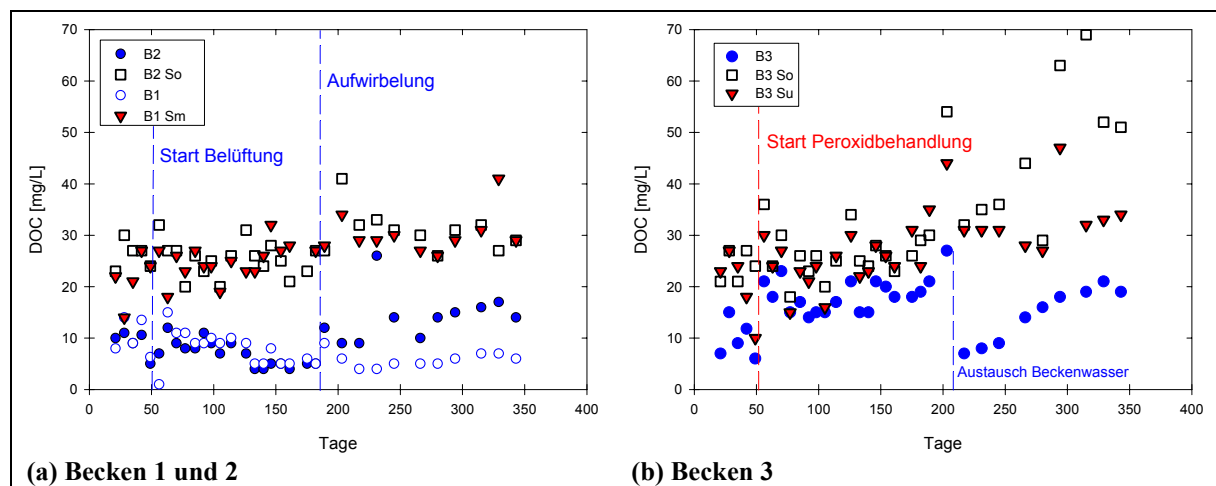 70
60
50
40
30
20
10
0
DOC [mg/L]
B2
B2 So
B1
B1 Sm
Start Belüftung
Aufwirbelung
0 50 100 150 200 250 300 350 400
Tage
(a) Becken 1 und 2
70
60
50
40
30
20
10
0
DOC [mg/L]
B3
B3 So
B3 Su
Start Peroxidbehandlung
Austausch Beckenwasser
0 50 100 150 200 250 300 350 400
Tage
(b) Becken 3